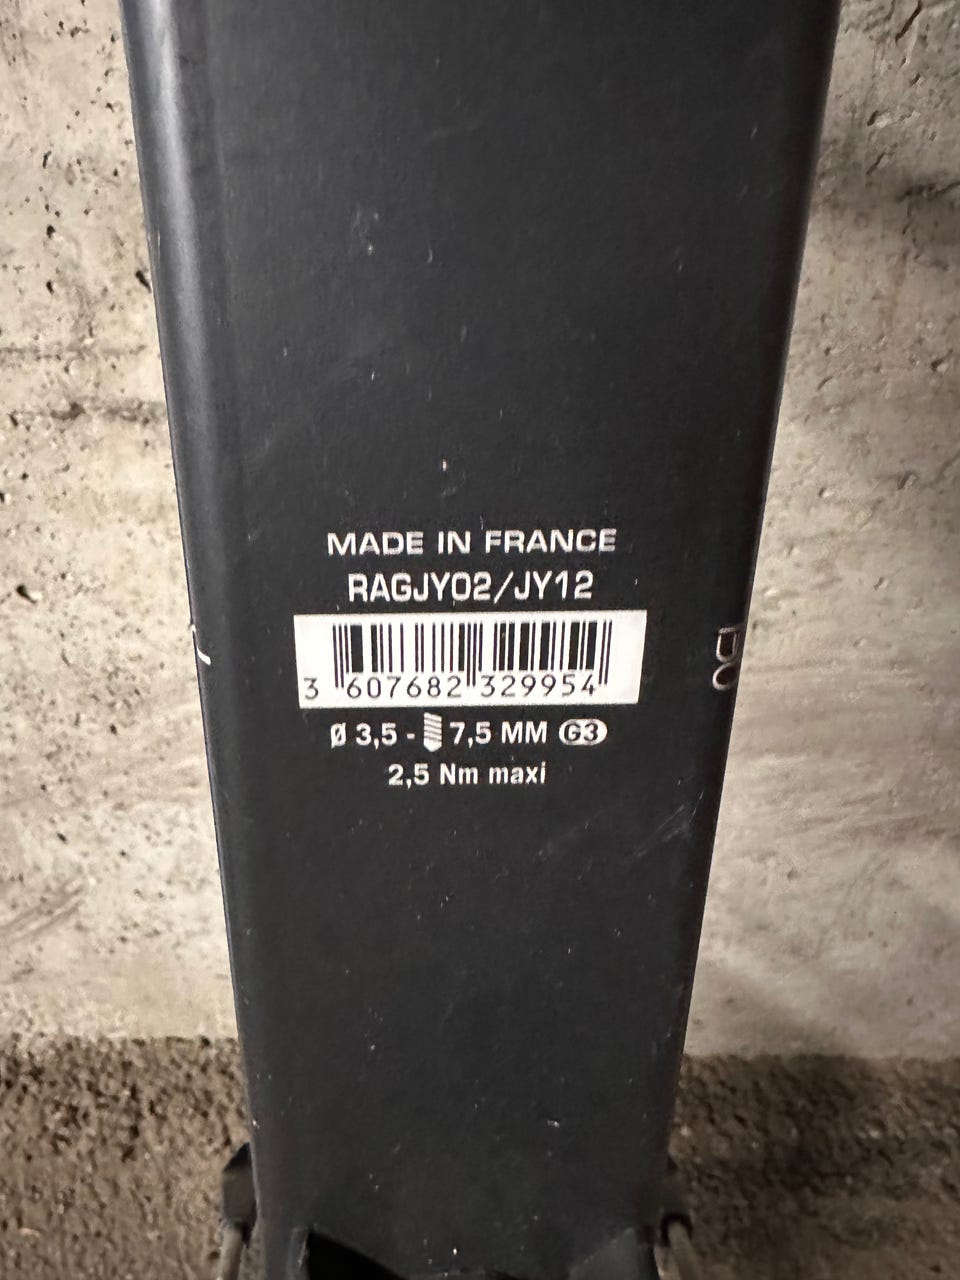 MADE IN FRANCE
RAGJY02/JY12
3 607682 329954
Ø 3,5 - 7,5 MM G3
2,5 Nm maxi